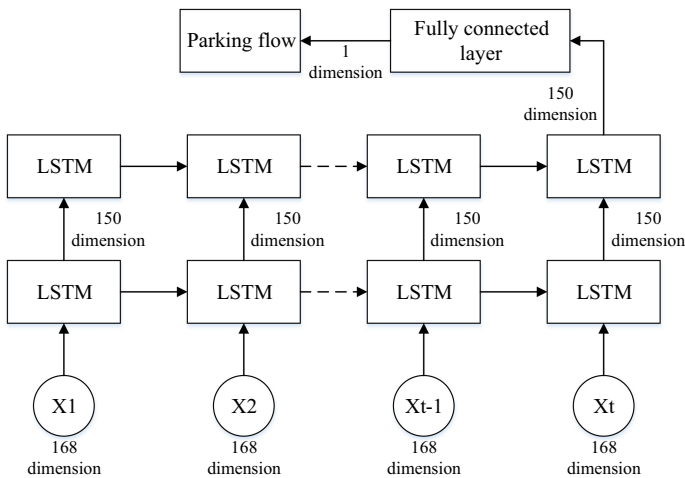 Parking flow
Fully connected
layer
1
dimension
150
dimension
LSTM
LSTM
LSTM
LSTM
150
dimension
150
dimension
150
dimension
150
dimension
LSTM
LSTM
LSTM
LSTM
X1
X2
Xt-1
Xt
168
dimension
168
dimension
168
dimension
168
dimension